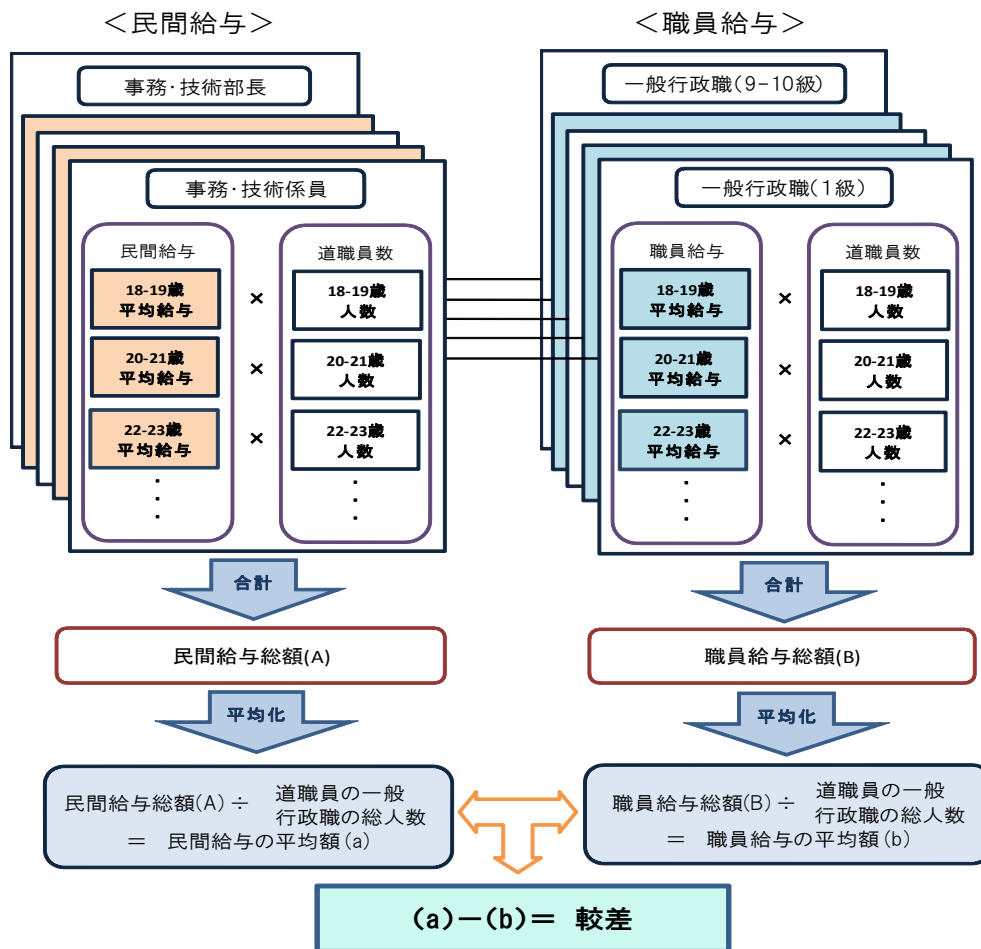 ＜民間給与＞
事務・技術部長
事務・技術係員
民間給与
道職員数
18-19歳
平均給与
×
18-19歳
人数
20-21歳
平均給与
×
20-21歳
人数
22-23歳
平均給与
×
22-23歳
人数
・
・
・
・
・
・
合計
民間給与総額(A)
平均化
民間給与総額(A) ÷ 道職員の一般
行政職の総人数
＝ 民間給与の平均額(a)
＜職員給与＞
一般行政職(9-10級)
一般行政職(1級)
職員給与
道職員数
18-19歳
平均給与
×
18-19歳
人数
20-21歳
平均給与
×
20-21歳
人数
22-23歳
平均給与
×
22-23歳
人数
・
・
・
・
・
・
合計
職員給与総額(B)
平均化
職員給与総額(B) ÷ 道職員の一般
行政職の総人数
＝ 職員給与の平均額(b)
(a)－(b)＝ 較差